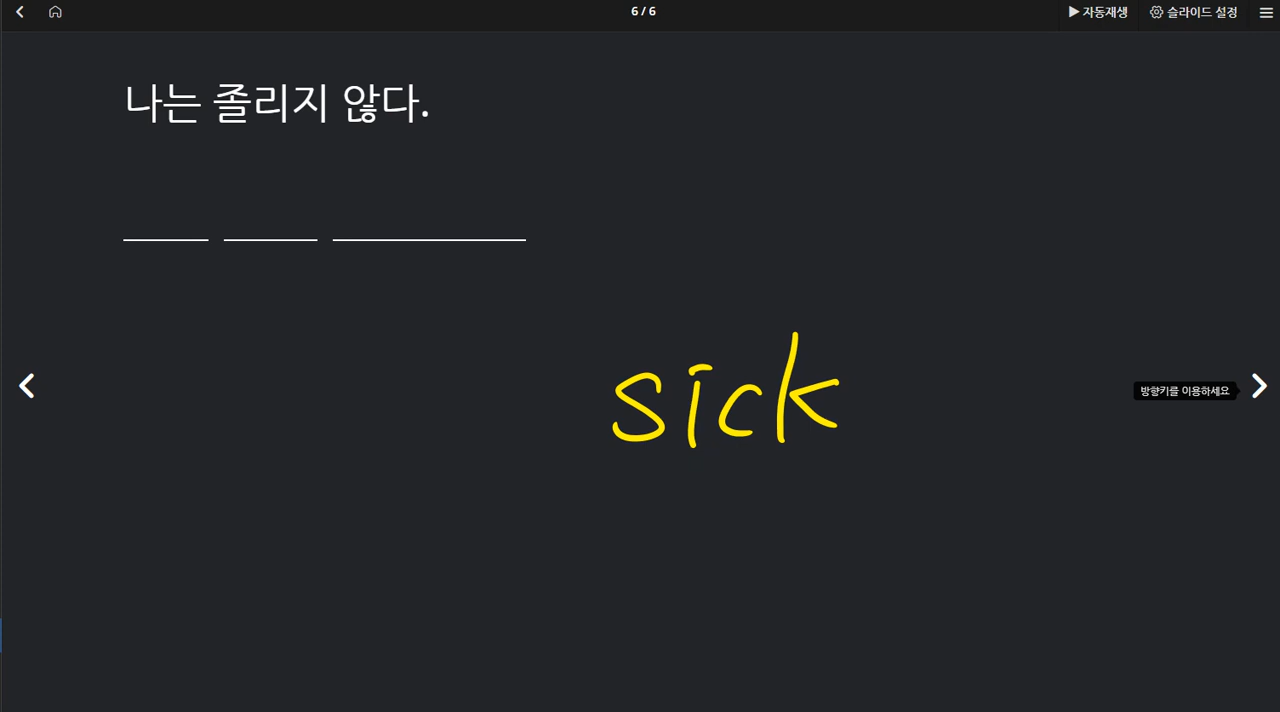 6 / 6
자동재생
슬라이드 설정
나는 졸리지 않다.
sick
방향키를 이용하세요